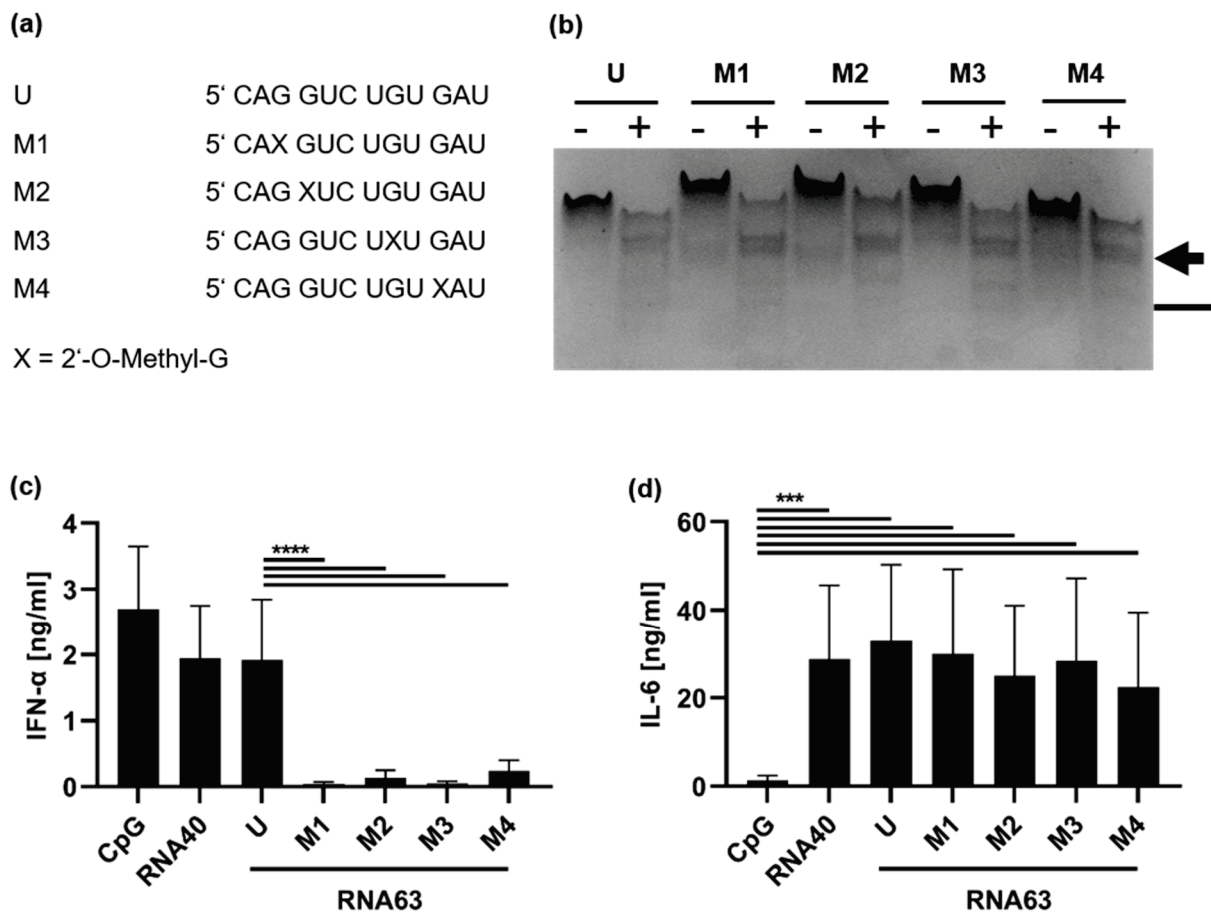 (a)
U 5‘ CAG GUC UGU GAU
M1 5‘ CAX GUC UGU GAU
M2 5‘ CAG XUC UGU GAU
M3 5‘ CAG GUC UXU GAU
M4 5‘ CAG GUC UGU XAU
X = 2‘-O-Methyl-G
(b)
U M1 M2 M3 M4
- + - + - + - + - +
(c)
****
IFN-α [ng/ml]
4
3
2
1
0
CpG RNA40 U M1 M2 M3 M4
RNA63
(d)
***
IL-6 [ng/ml]
60
40
20
0
CpG RNA40 U M1 M2 M3 M4
RNA63